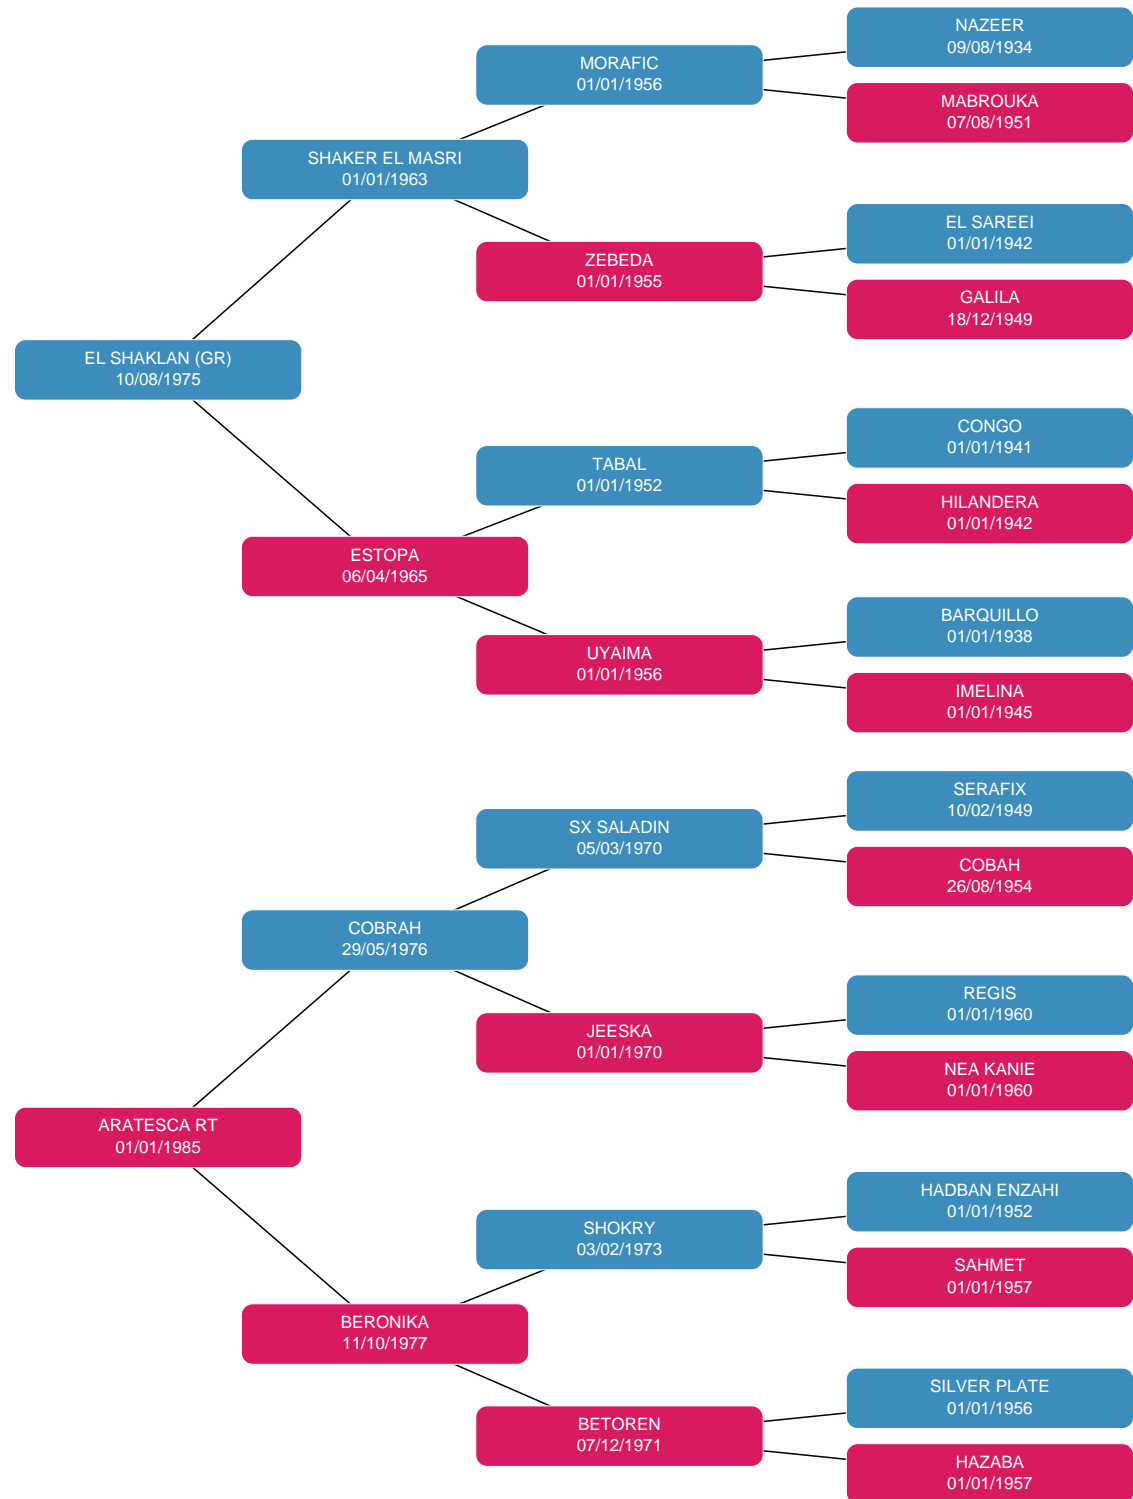 NAZEER
09/08/1934
MORAFIC
01/01/1956
MABROUKA
07/08/1951
SHAKER EL MASRI
01/01/1963
EL SAREEI
01/01/1942
ZEBEDA
01/01/1955
GALILA
18/12/1949
EL SHAKLAN (GR)
10/08/1975
CONGO
01/01/1941
TABAL
01/01/1952
HILANDERA
01/01/1942
ESTOPA
06/04/1965
BARQUILLO
01/01/1938
UYAIMA
01/01/1956
IMELINA
01/01/1945
SERAFIX
10/02/1949
SX SALADIN
05/03/1970
COBAH
26/08/1954
COBRAH
29/05/1976
REGIS
01/01/1960
JEESKA
01/01/1970
NEA KANIE
01/01/1960
ARATESCA RT
01/01/1985
HADBAN ENZAHI
01/01/1952
SHOKRY
03/02/1973
SAHMET
01/01/1957
BERONIKA
11/10/1977
SILVER PLATE
01/01/1956
BETOREN
07/12/1971
HAZABA
01/01/1957